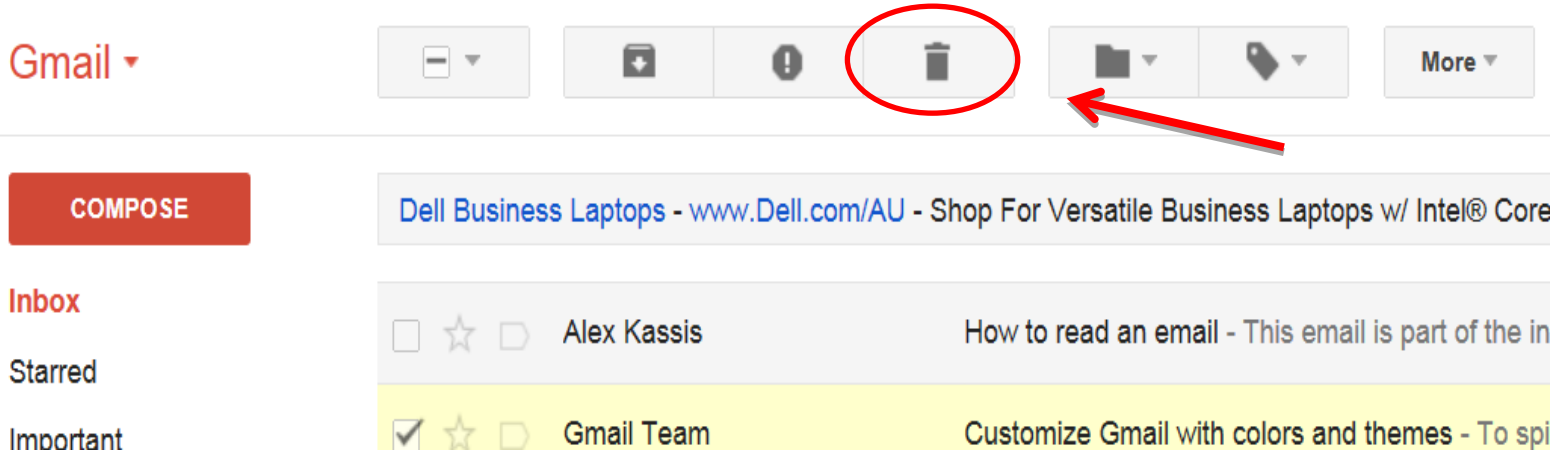 Gmail
More
COMPOSE
Dell Business Laptops - www.Dell.com/AU - Shop For Versatile Business Laptops w/ Intel® Core
Inbox
Alex Kassis How to read an email - This email is part of the in
Starred
Gmail Team Customize Gmail with colors and themes - To spi
Important